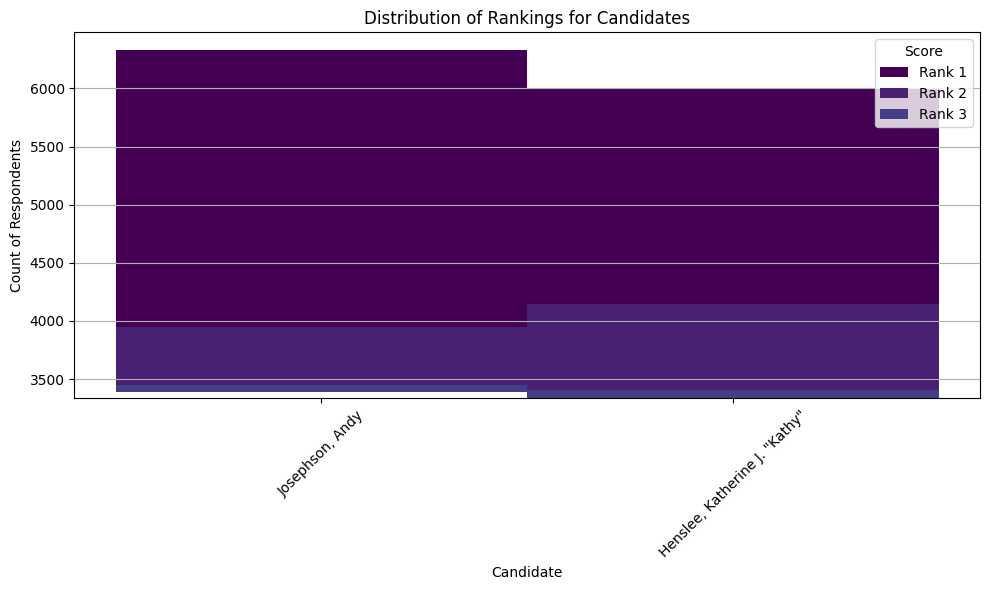 Distribution of Rankings for Candidates
Score
Rank 1
Rank 2
Rank 3
6000
5500
5000
4500
4000
3500
Count of Respondents
Josephson, Andy
Henslee, Katherine J. "Kathy"
Candidate